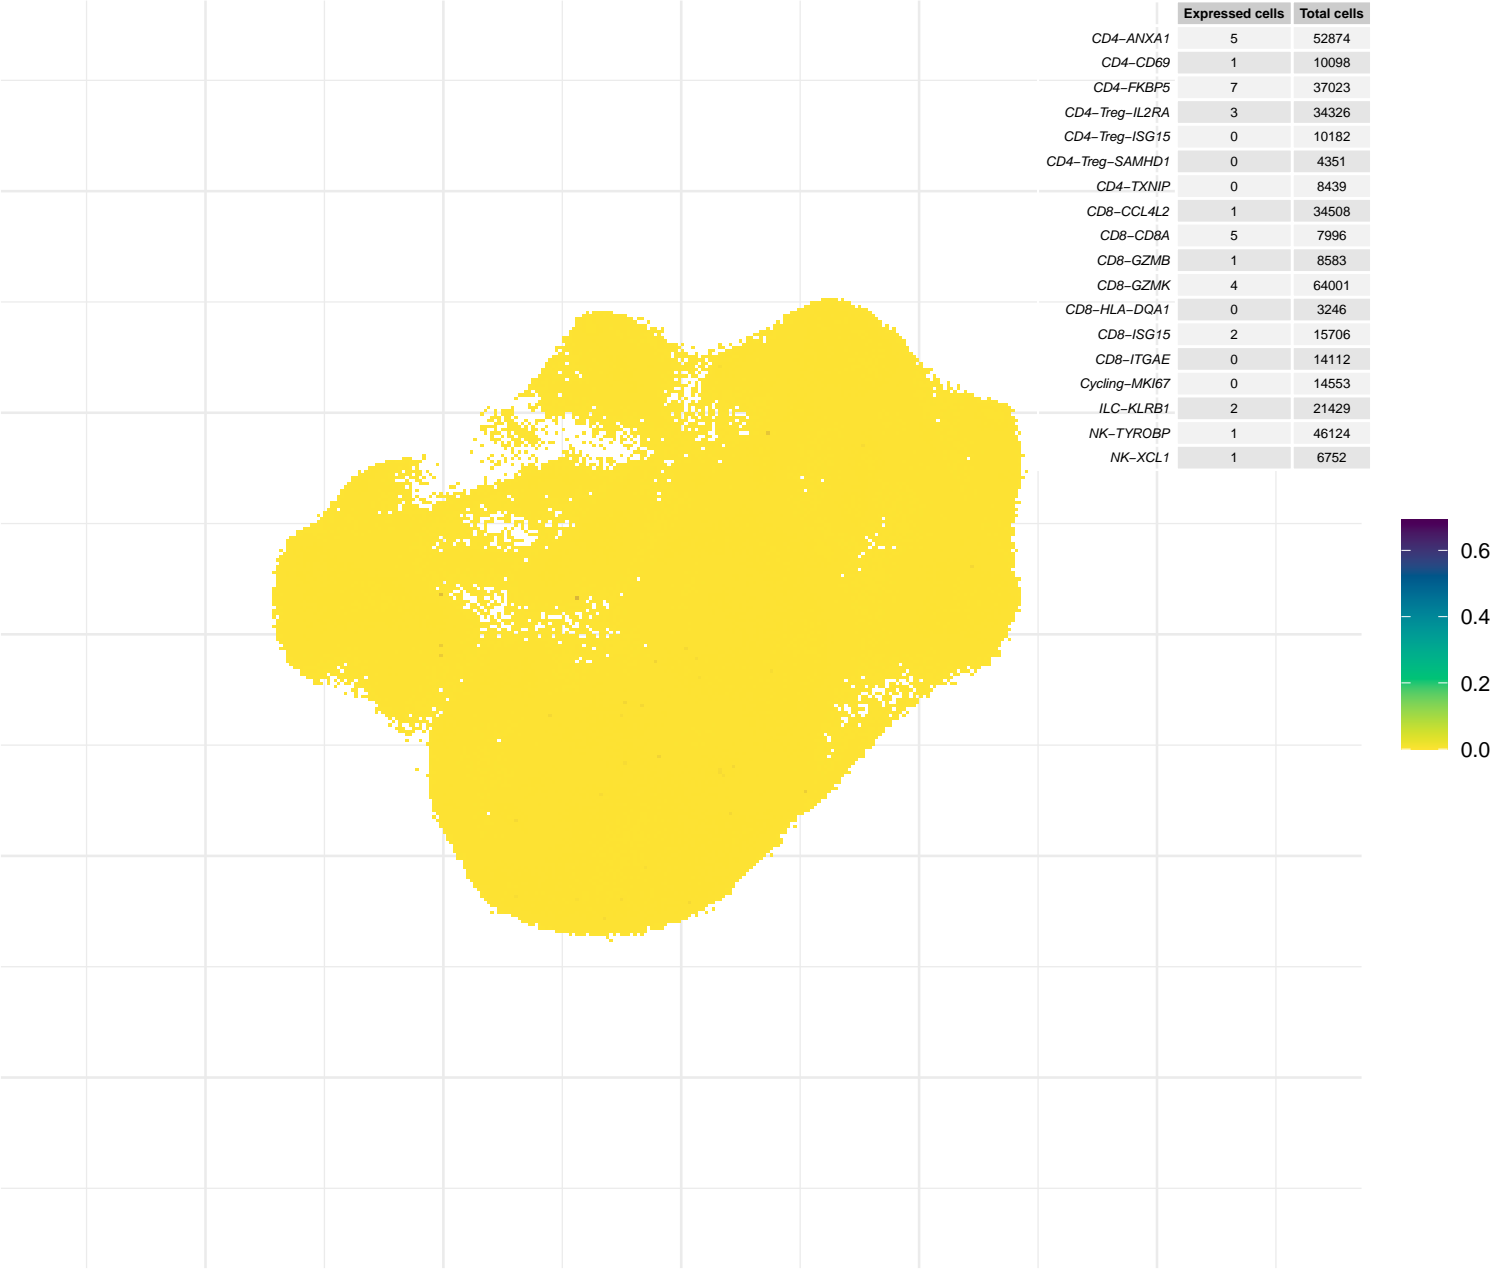 Expressed cells Total cells
CD4−ANXA1 5 52874
CD4−CD69 1 10098
CD4−FKBP5 7 37023
CD4−Treg−IL2RA 3 34326
CD4−Treg−ISG15 0 10182
CD4−Treg−SAMHD1 0 4351
CD4−TXNIP 0 8439
CD8−CCL4L2 1 34508
CD8−CD8A 5 7996
CD8−GZMB 1 8583
CD8−GZMK 4 64001
CD8−HLA−DQA1 0 3246
CD8−ISG15 2 15706
CD8−ITGAE 0 14112
Cycling−MKI67 0 14553
ILC−KLRB1 2 21429
NK−TYROBP 1 46124
NK−XCL1 1 6752
0.6
0.4
0.2
0.0